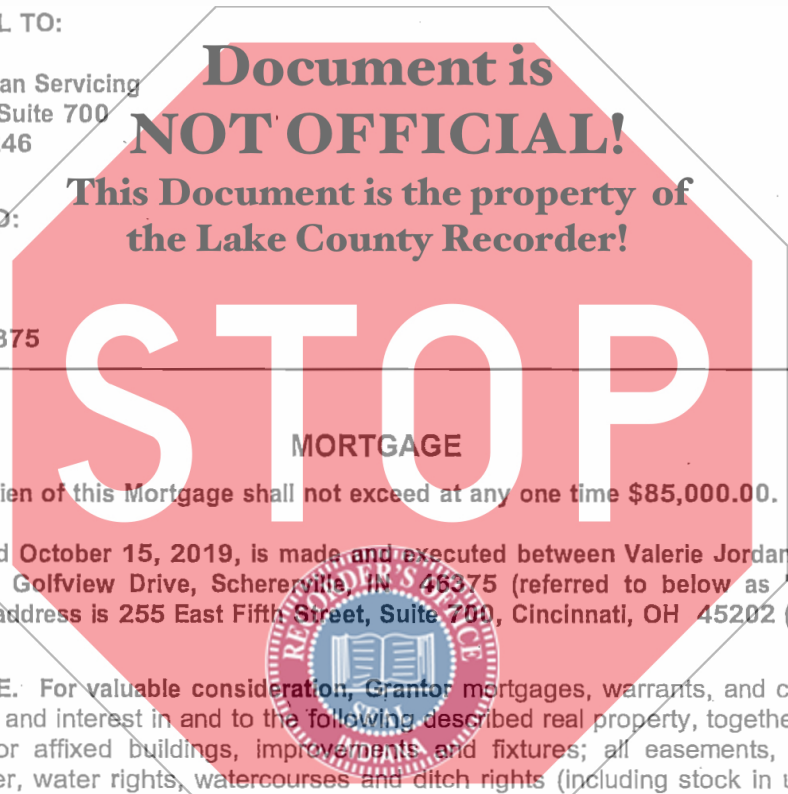 L TO:
an Servicing
Suite 700
46
Document is
NOT OFFICIAL!
This Document is the property of
the Lake County Recorder!
D:
375
STOP
MORTGAGE
ien of this Mortgage shall not exceed at any one time $85,000.00.
d October 15, 2019, is made and executed between Valerie Jordan
Golfview Drive, Schererville, IN 46375 (referred to below as "
address is 255 East Fifth Street, Suite 700, Cincinnati, OH 45202 (
E. For valuable consideration, Grantor mortgages, warrants, and c
and interest in and to the following described real property, togethe
or affixed buildings, improvements and fixtures; all easements,
er, water rights, watercourses and ditch rights (including stock in u
RECORDER'S OFFICE
SEAL
INDIANA